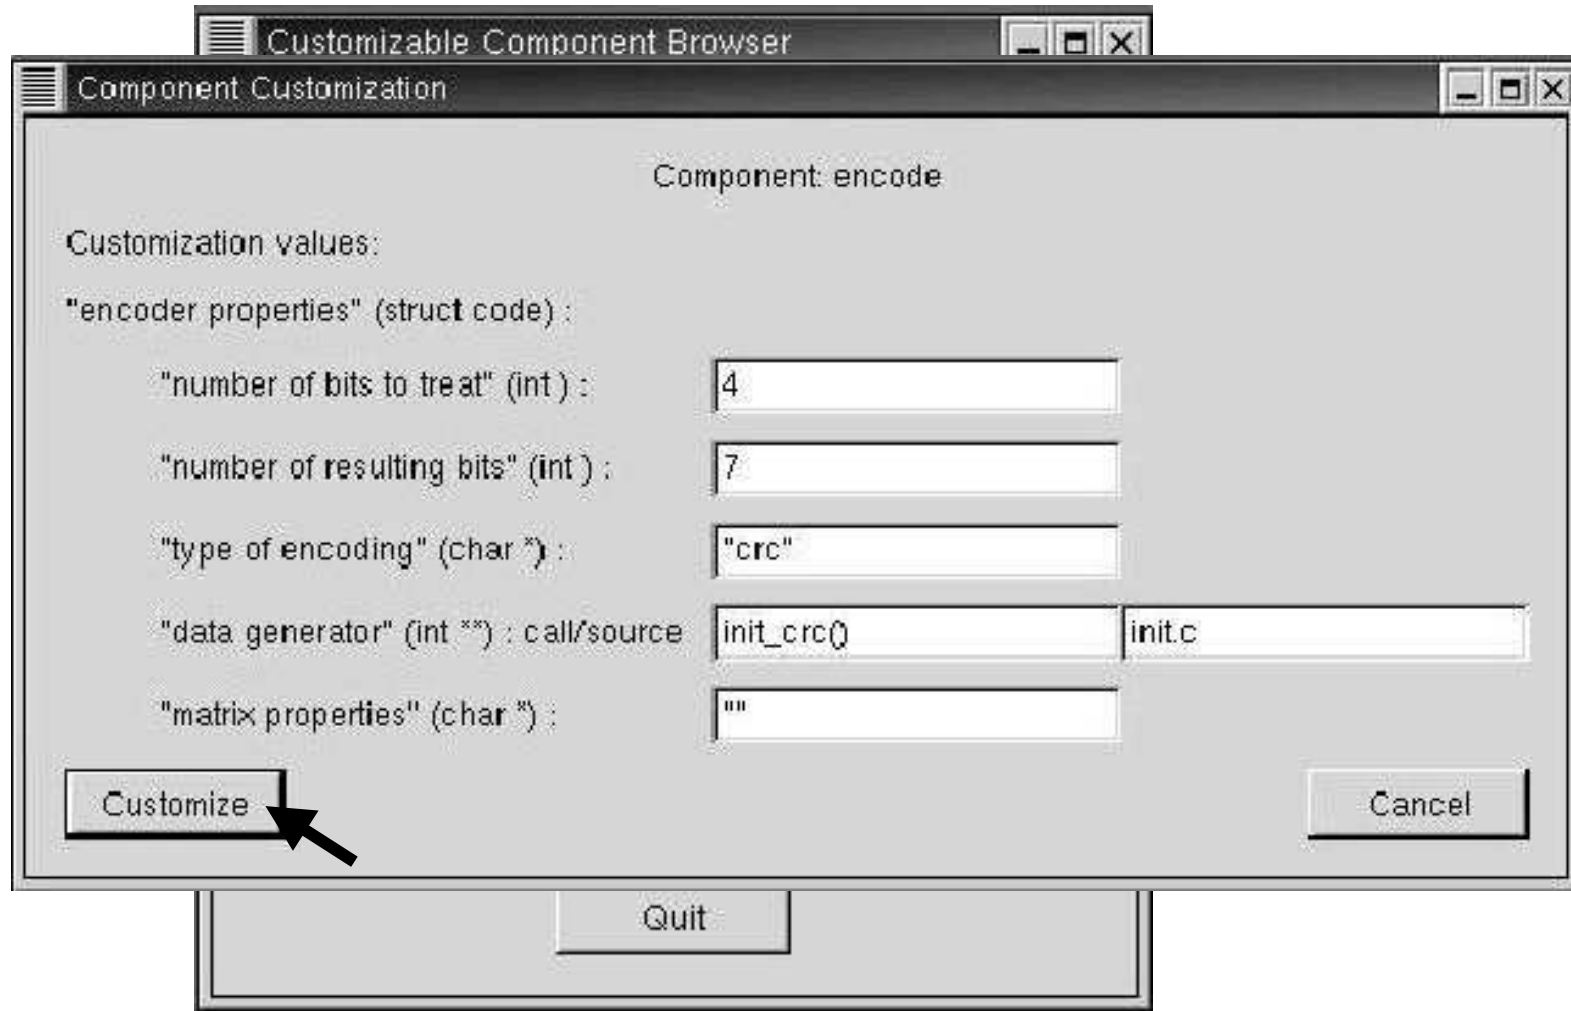 Customizable Component Browser
Component Customization
Component: encode
Customization values:
"encoder properties" (struct code) :
"number of bits to treat" (int ) : 4
"number of resulting bits" (int ) : 7
"type of encoding" (char *) : "crc"
"data generator" (int **) : call/source init_crc() init.c
"matrix properties" (char *) : ""
Customize Cancel
Quit